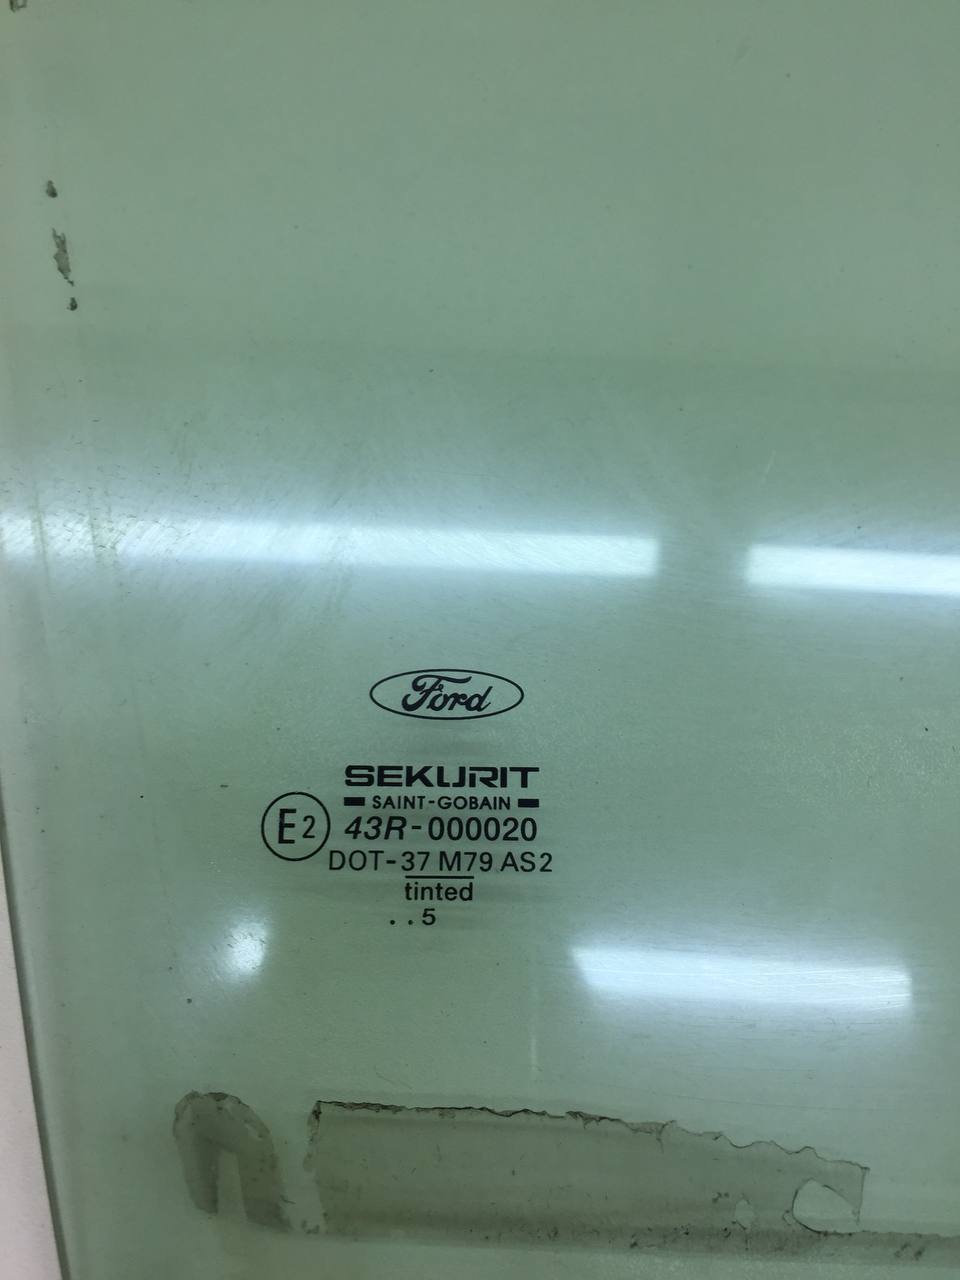 Ford
SEKURIT
SAINT-GOBAIN
E2 43R-000020
DOT-37 M79 AS2
tinted
..5